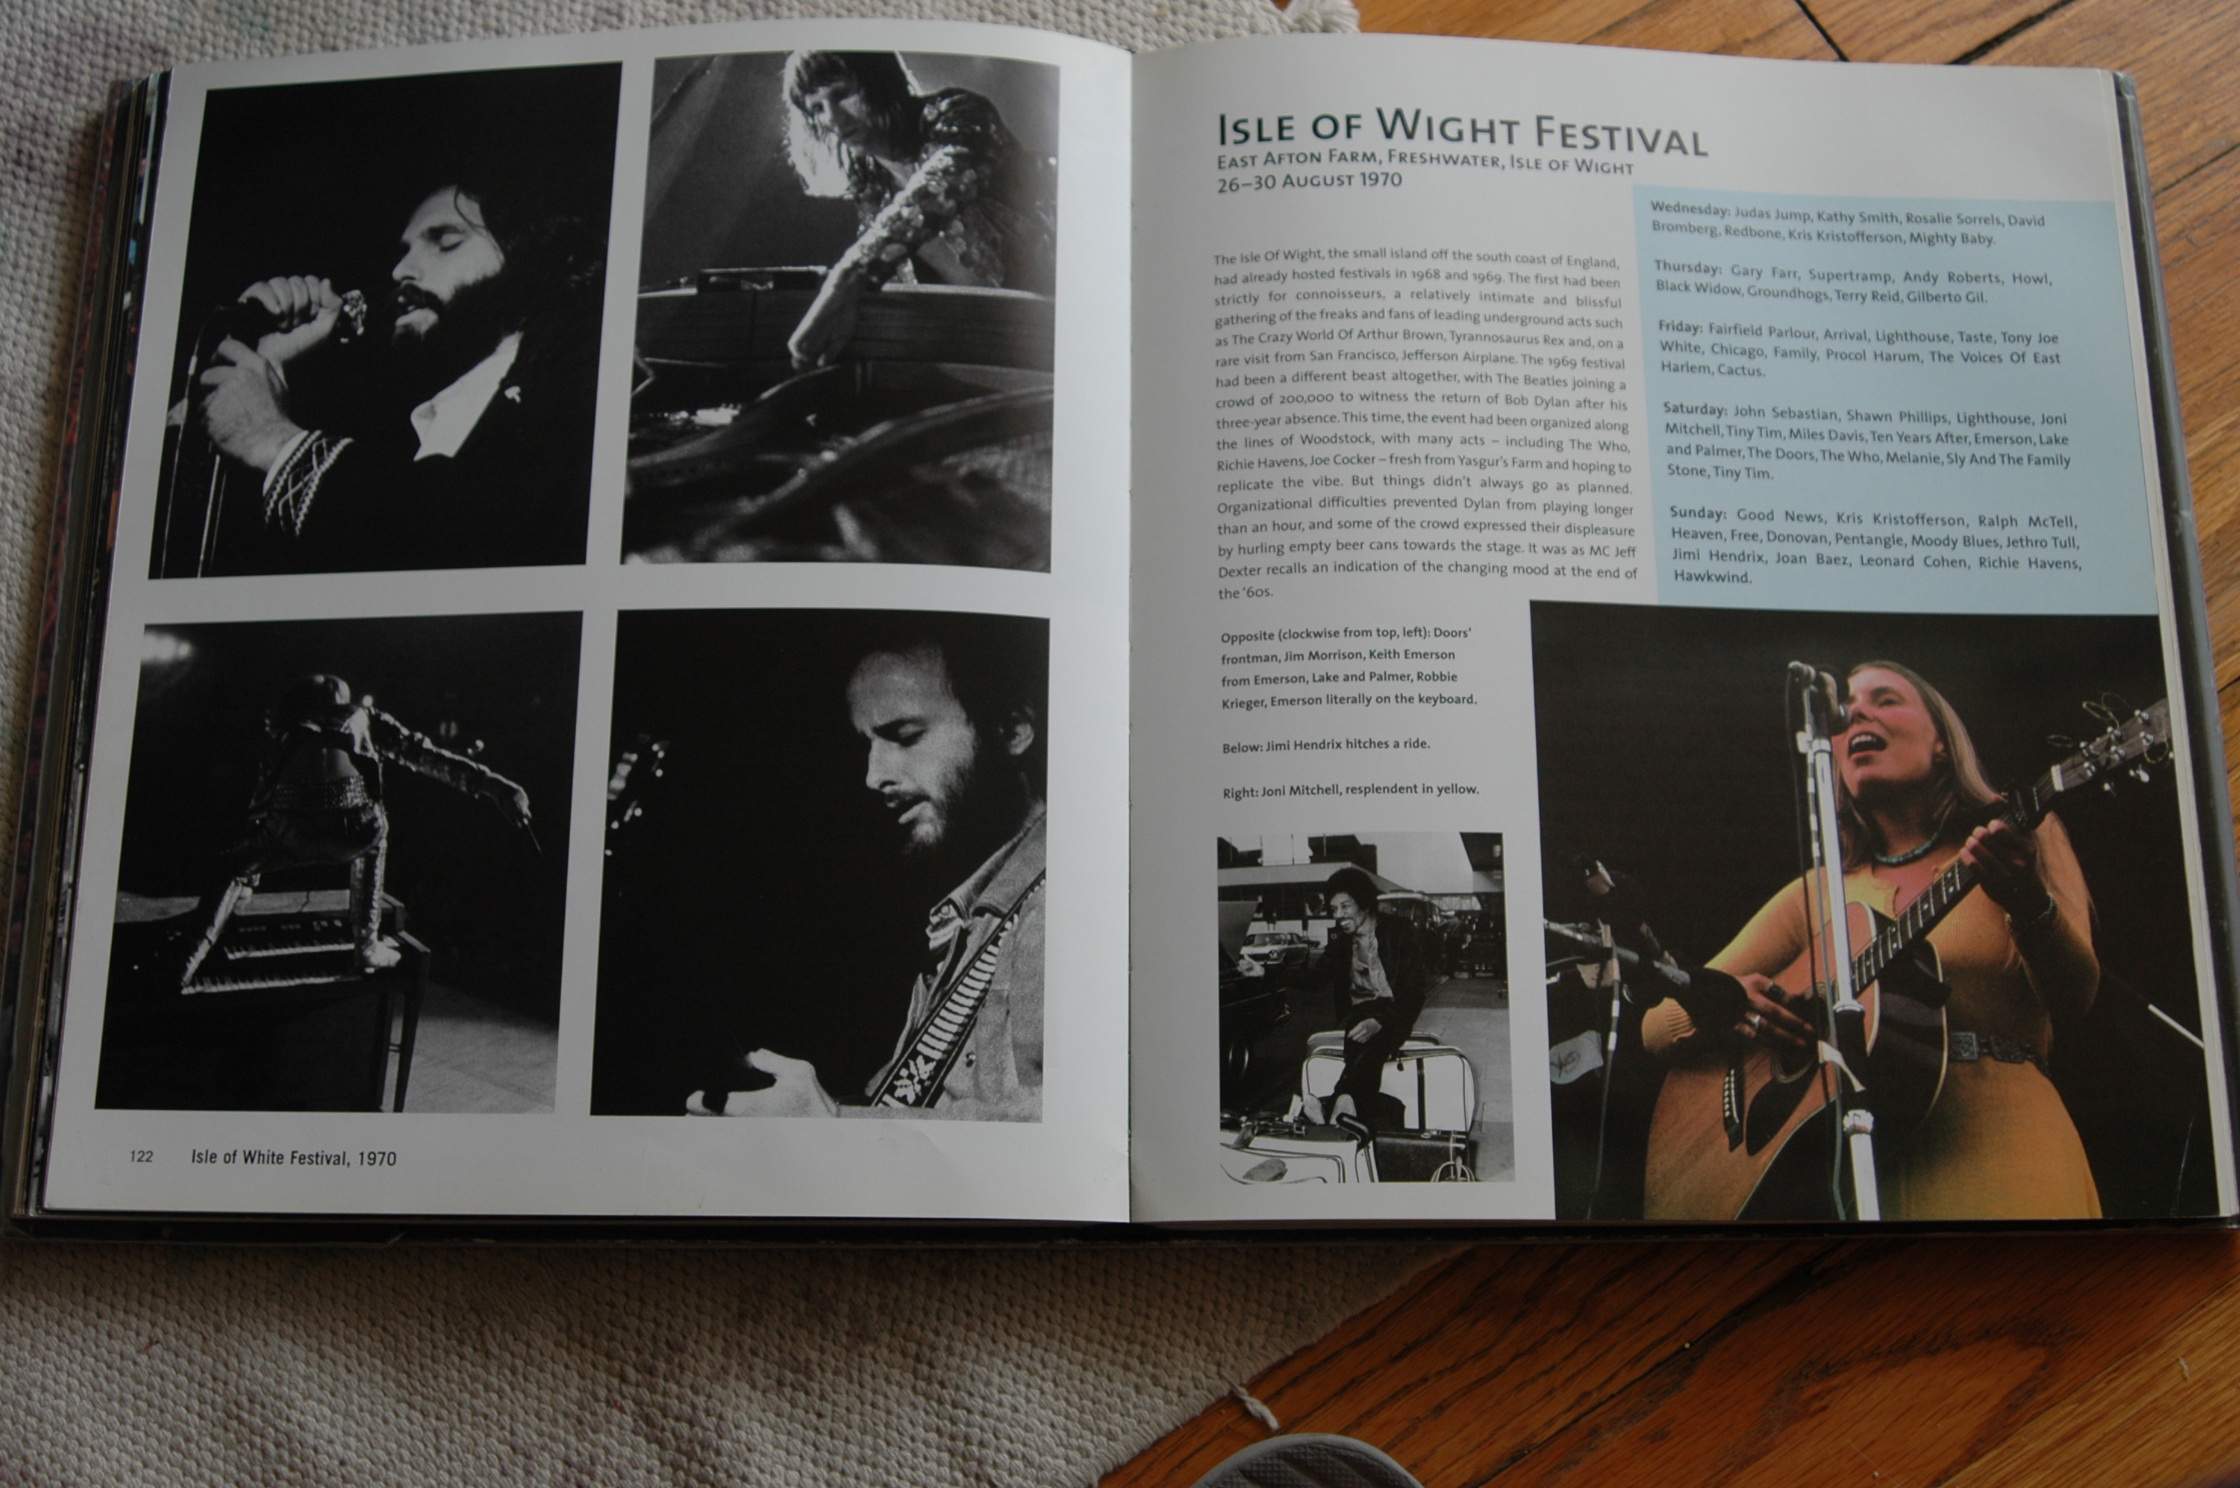 122
Isle of White Festival, 1970
ISLE OF WIGHT FESTIVAL
EAST AFTON FARM, FRESHWATER, ISLE OF WIGHT
26–30 AUGUST 1970
The Isle Of Wight, the small island off the south coast of England,
had already hosted festivals in 1968 and 1969. The first had been
strictly for connoiseurs, a relatively intimate and blissful
gathering of the freaks and fans of leading underground acts such
as The Crazy World Of Arthur Brown, Tyrannosaurus Rex and, on a
rare visit from San Francisco, Jefferson Airplane. The 1969 festival
had been a different beast altogether, with The Beatles joining a
crowd of 200,000 to witness the return of Bob Dylan after his
three-year absence. This time, the event had been organized along
the lines of Woodstock, with many acts – including The Who,
Richie Havens, Joe Cocker – fresh from Yasgur's Farm and hoping to
replicate the vibe. But things didn't always go as planned.
Organizational difficulties prevented Dylan from playing longer
than an hour, and some of the crowd expressed their displeasure
by hurling empty beer cans towards the stage. It was as MC Jeff
Dexter recalls an indication of the changing mood at the end of
the '60s.
Wednesday: Judas Jump, Kathy Smith, Rosalie Sorrels, David
Bromberg, Redbone, Kris Kristofferson, Mighty Baby.
Thursday: Gary Farr, Supertramp, Andy Roberts, Howl,
Black Widow, Groundhogs, Terry Reid, Gilberto Gil.
Friday: Fairfield Parlour, Arrival, Lighthouse, Taste, Tony Joe
White, Chicago, Family, Procol Harum, The Voices Of East
Harlem, Cactus.
Saturday: John Sebastian, Shawn Phillips, Lighthouse, Joni
Mitchell, Tiny Tim, Miles Davis, Ten Years After, Emerson, Lake
and Palmer, The Doors, The Who, Melanie, Sly And The Family
Stone, Tiny Tim.
Sunday: Good News, Kris Kristofferson, Ralph McTell,
Heaven, Free, Donovan, Pentangle, Moody Blues, Jethro Tull,
Jimi Hendrix, Joan Baez, Leonard Cohen, Richie Havens,
Hawkwind.
Opposite (clockwise from top, left): Doors'
frontman, Jim Morrison, Keith Emerson
from Emerson, Lake and Palmer, Robbie
Krieger, Emerson literally on the keyboard.
Below: Jimi Hendrix hitches a ride.
Right: Joni Mitchell, resplendent in yellow.